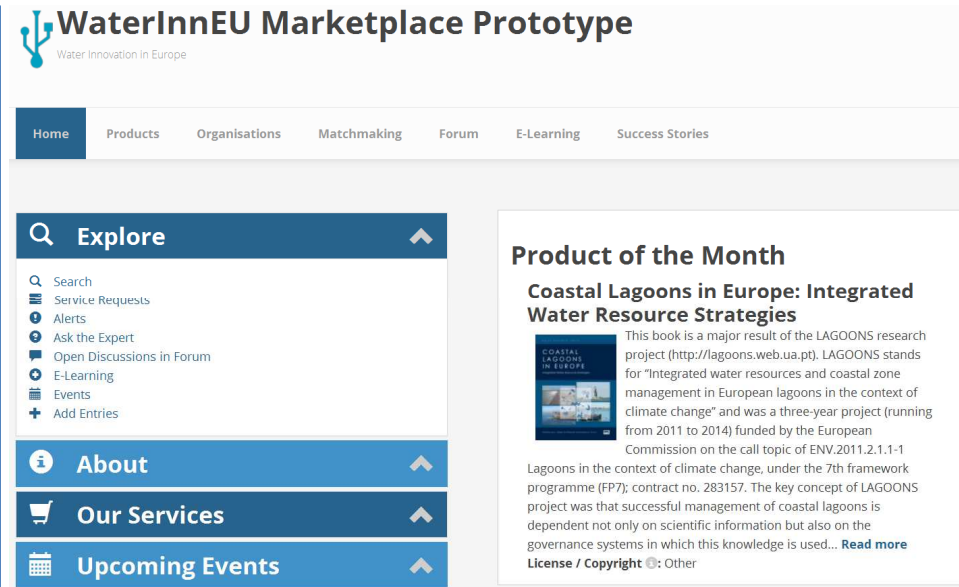 WaterInnEU Marketplace Prototype
Water Innovation in Europe
Home Products Organisations Matchmaking Forum E-Learning Success Stories
Explore
Search
Service Requests
Alerts
Ask the Expert
Open Discussions in Forum
E-Learning
Events
Add Entries
About
Our Services
Upcoming Events
Product of the Month
Coastal Lagoons in Europe: Integrated
Water Resource Strategies
COASTAL
LAGOONS
IN EUROPE
This book is a major result of the LAGOONS research
project (http://lagoons.web.ua.pt). LAGOONS stands
for “Integrated water resources and coastal zone
management in European lagoons in the context of
climate change” and was a three-year project (running
from 2011 to 2014) funded by the European
Commission on the call topic of ENV.2011.2.1.1-1
Lagoons in the context of climate change, under the 7th framework
programme (FP7); contract no. 283157. The key concept of LAGOONS
project was that successful management of coastal lagoons is
dependent not only on scientific information but also on the
governance systems in which this knowledge is used... Read more
License / Copyright : Other